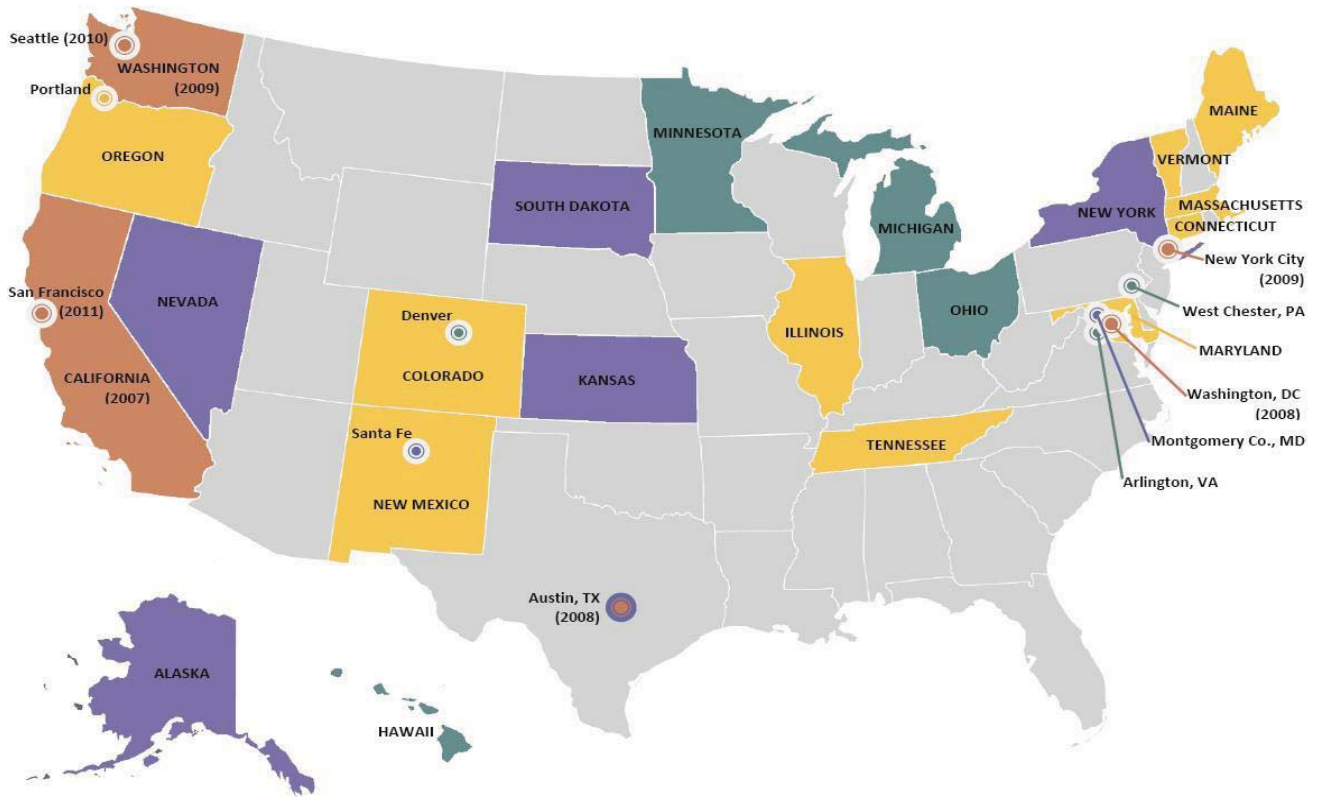 Seattle (2010)
WASHINGTON
(2009)
Portland
OREGON
San Francisco
(2011)
CALIFORNIA
(2007)
NEVADA
SOUTH DAKOTA
MINNESOTA
MICHIGAN
Denver
COLORADO
KANSAS
Santa Fe
NEW MEXICO
ILLINOIS
OHIO
TENNESSEE
Austin, TX
(2008)
ALASKA
HAWAII
MAINE
VERMONT
NEW YORK
MASSACHUSETTS
CONNECTICUT
New York City
(2009)
West Chester, PA
MARYLAND
Washington, DC
(2008)
Montgomery Co., MD
Arlington, VA